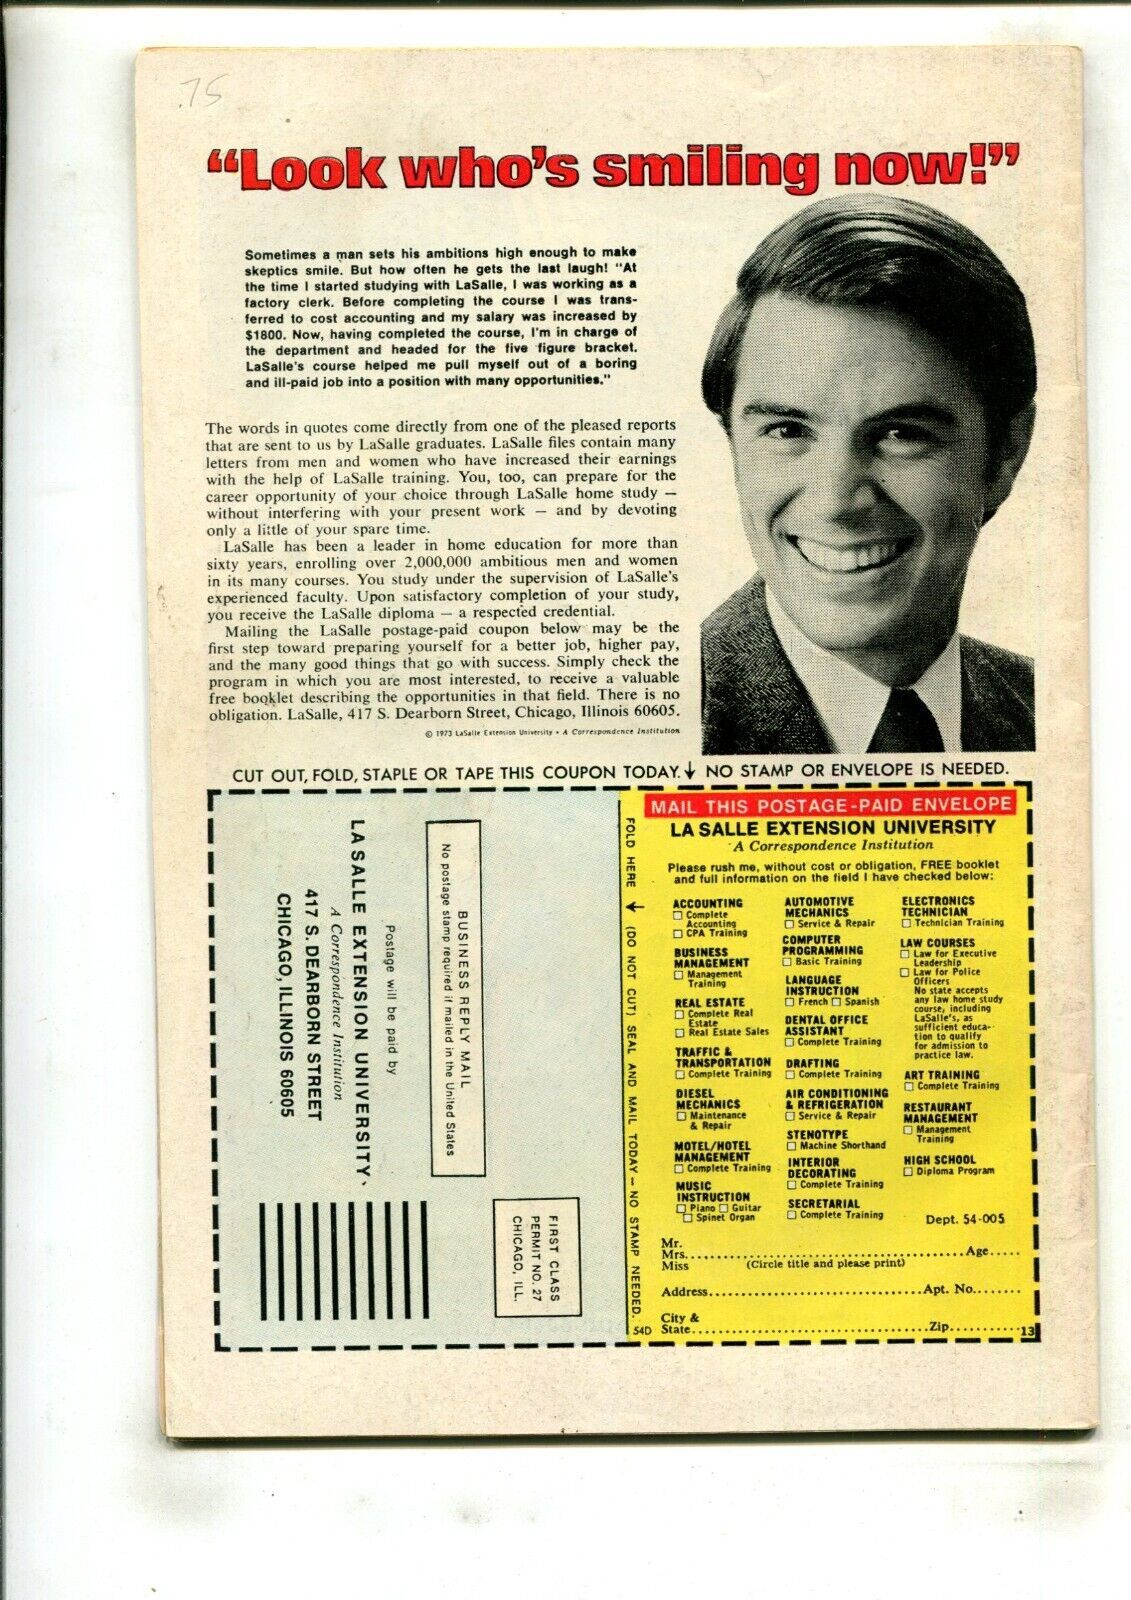 .75
“Look who's smiling now!”
Sometimes a man sets his ambitions high enough to make
skeptics smile. But how often he gets the last laugh! "At
the time I started studying with LaSalle, I was working as a
factory clerk. Before completing the course I was trans-
ferred to cost accounting and my salary was increased by
$1800. Now, having completed the course, I'm in charge of
the department and headed for the five figure bracket.
LaSalle's course helped me pull myself out of a boring
and ill-paid job into a position with many opportunities."
The words in quotes come directly from one of the pleased reports
that are sent to us by LaSalle graduates. LaSalle files contain many
letters from men and women who have increased their earnings
with the help of LaSalle training. You, too, can prepare for the
career opportunity of your choice through LaSalle home study —
without interfering with your present work — and by devoting
only a little of your spare time.
LaSalle has been a leader in home education for more than
sixty years, enrolling over 2,000,000 ambitious men and women
in its many courses. You study under the supervision of LaSalle's
experienced faculty. Upon satisfactory completion of your study,
you receive the LaSalle diploma — a respected credential.
Mailing the LaSalle postage-paid coupon below may be the
first step toward preparing yourself for a better job, higher pay,
and the many good things that go with success. Simply check the
program in which you are most interested, to receive a valuable
free booklet describing the opportunities in that field. There is no
obligation. LaSalle, 417 S. Dearborn Street, Chicago, Illinois 60605.
© 1973 LaSalle Extension University • A Correspondence Institution
CUT OUT, FOLD, STAPLE OR TAPE THIS COUPON TODAY. ↓ NO STAMP OR ENVELOPE IS NEEDED.
BUSINESS REPLY MAIL
No postage stamp required if mailed in the United States
Postage will be paid by
LA SALLE EXTENSION UNIVERSITY
A Correspondence Institution
417 S. DEARBORN STREET
CHICAGO, ILLINOIS 60605
FIRST CLASS
PERMIT NO. 27
CHICAGO, ILL.
FOLD HERE ↓ (DO NOT CUT) SEAL AND MAIL TODAY — NO STAMP NEEDED.
MAIL THIS POSTAGE-PAID ENVELOPE
LA SALLE EXTENSION UNIVERSITY
A Correspondence Institution
Please rush me, without cost or obligation, FREE booklet
and full information on the field I have checked below:
ACCOUNTING
☐ Complete
Accounting
☐ CPA Training
BUSINESS
MANAGEMENT
☐ Management
Training
REAL ESTATE
☐ Complete Real
Estate
☐ Real Estate Sales
TRAFFIC &
TRANSPORTATION
☐ Complete Training
DIESEL
MECHANICS
☐ Maintenance
& Repair
MOTEL/HOTEL
MANAGEMENT
☐ Complete Training
MUSIC
INSTRUCTION
☐ Piano ☐ Guitar
☐ Spinet Organ
AUTOMOTIVE
MECHANICS
☐ Service & Repair
COMPUTER
PROGRAMMING
☐ Basic Training
LANGUAGE
INSTRUCTION
☐ French ☐ Spanish
DENTAL OFFICE
ASSISTANT
☐ Complete Training
DRAFTING
☐ Complete Training
AIR CONDITIONING
& REFRIGERATION
☐ Service & Repair
STENOTYPE
☐ Machine Shorthand
INTERIOR
DECORATING
☐ Complete Training
SECRETARIAL
☐ Complete Training
ELECTRONICS
TECHNICIAN
☐ Technician Training
LAW COURSES
☐ Law for Executive
Leadership
☐ Law for Police
Officers
No state accepts
any law home study
course, including
LaSalle's, as
sufficient educa-
tion to qualify
for admission to
practice law.
ART TRAINING
☐ Complete Training
RESTAURANT
MANAGEMENT
☐ Management
Training
HIGH SCHOOL
☐ Diploma Program
Dept. 54-005
Mr.
Mrs. Age
Miss (Circle title and please print)
Address Apt. No.
City &
State Zip
54D
13